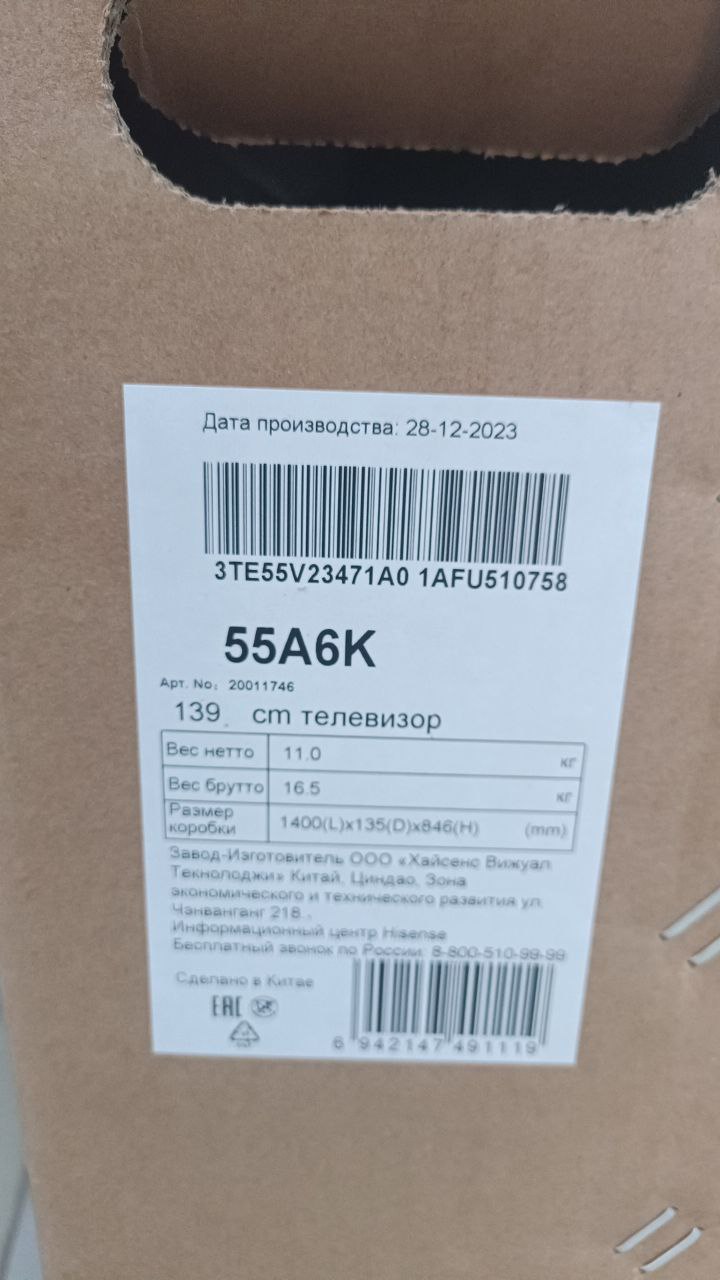 Дата производства: 28-12-2023
3TE55V23471A0 1AFU510758
55A6K
Арт. No: 20011746
139 cm телевизор
Вес нетто 11.0 кг
Вес брутто 16.5 кг
Размер коробки 1400(L)x135(D)x846(H) (mm)
Завод-Изготовитель ООО «Хайсенс Вижуал
Текнолоджи» Китай, Циндао, Зона
экономического и технического развития ул.
Чэнванганг 218.,
Информационный центр Hisense
Бесплатный звонок по России: 8-800-510-99-99
Сделано в Китае
EAC
6 942147 491119